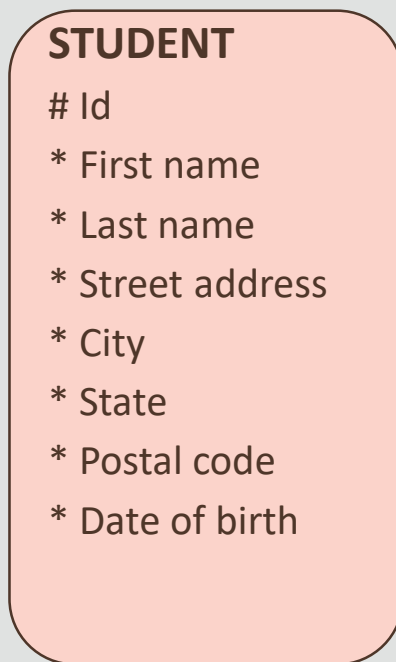 STUDENT
# Id
* First name
* Last name
* Street address
* City
* State
* Postal code
* Date of birth